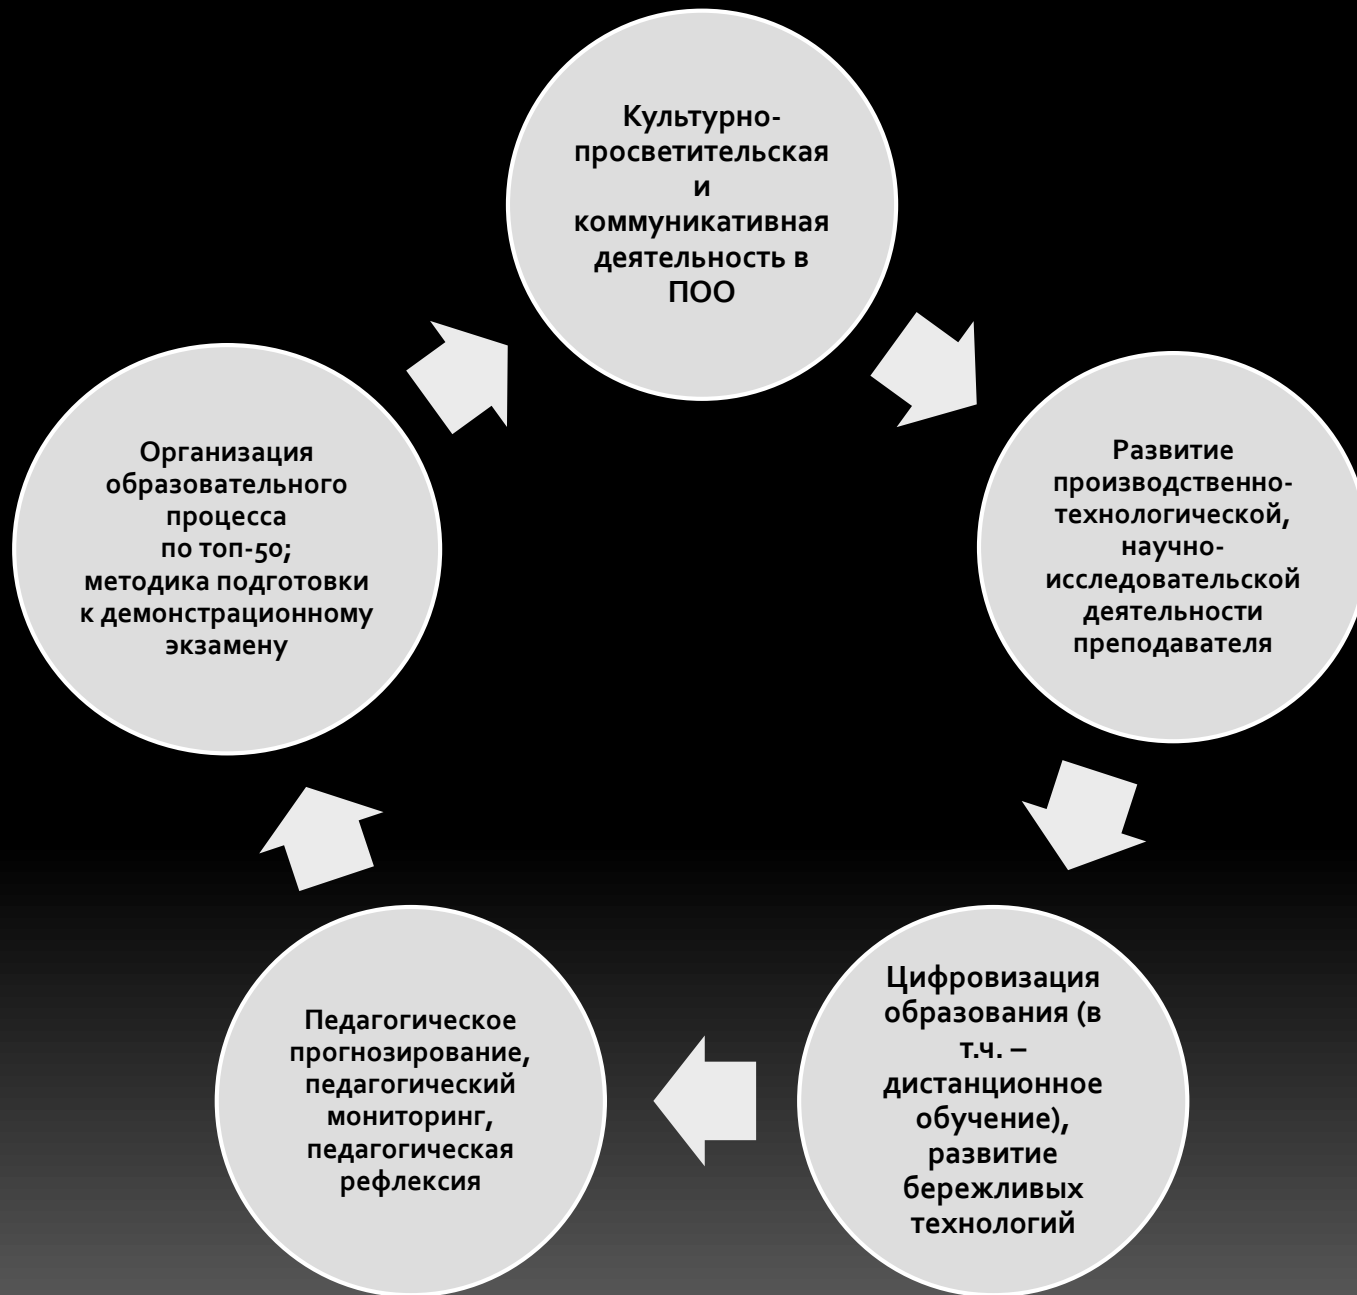 Культурно-
просветительская
и
коммуникативная
деятельность в
ПОО
Развитие
производственно-
технологической,
научно-
исследовательской
деятельности
преподавателя
Цифровизация
образования (в
т.ч. –
дистанционное
обучение),
развитие
бережливых
технологий
Педагогическое
прогнозирование,
педагогический
мониторинг,
педагогическая
рефлексия
Организация
образовательного
процесса
по топ-50;
методика подготовки
к демонстрационному
экзамену